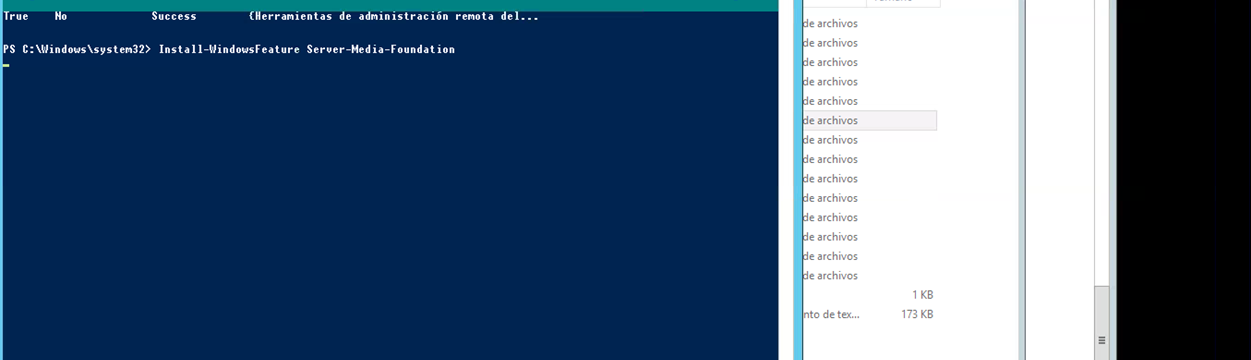 True No Success {Herramientas de administración remota del...
PS C:\Windows\system32> Install-WindowsFeature Server-Media-Foundation
de archivos
de archivos
de archivos
de archivos
de archivos
de archivos
de archivos
de archivos
de archivos
de archivos
de archivos
de archivos
de archivos
de archivos
1 KB
nto de tex... 173 KB